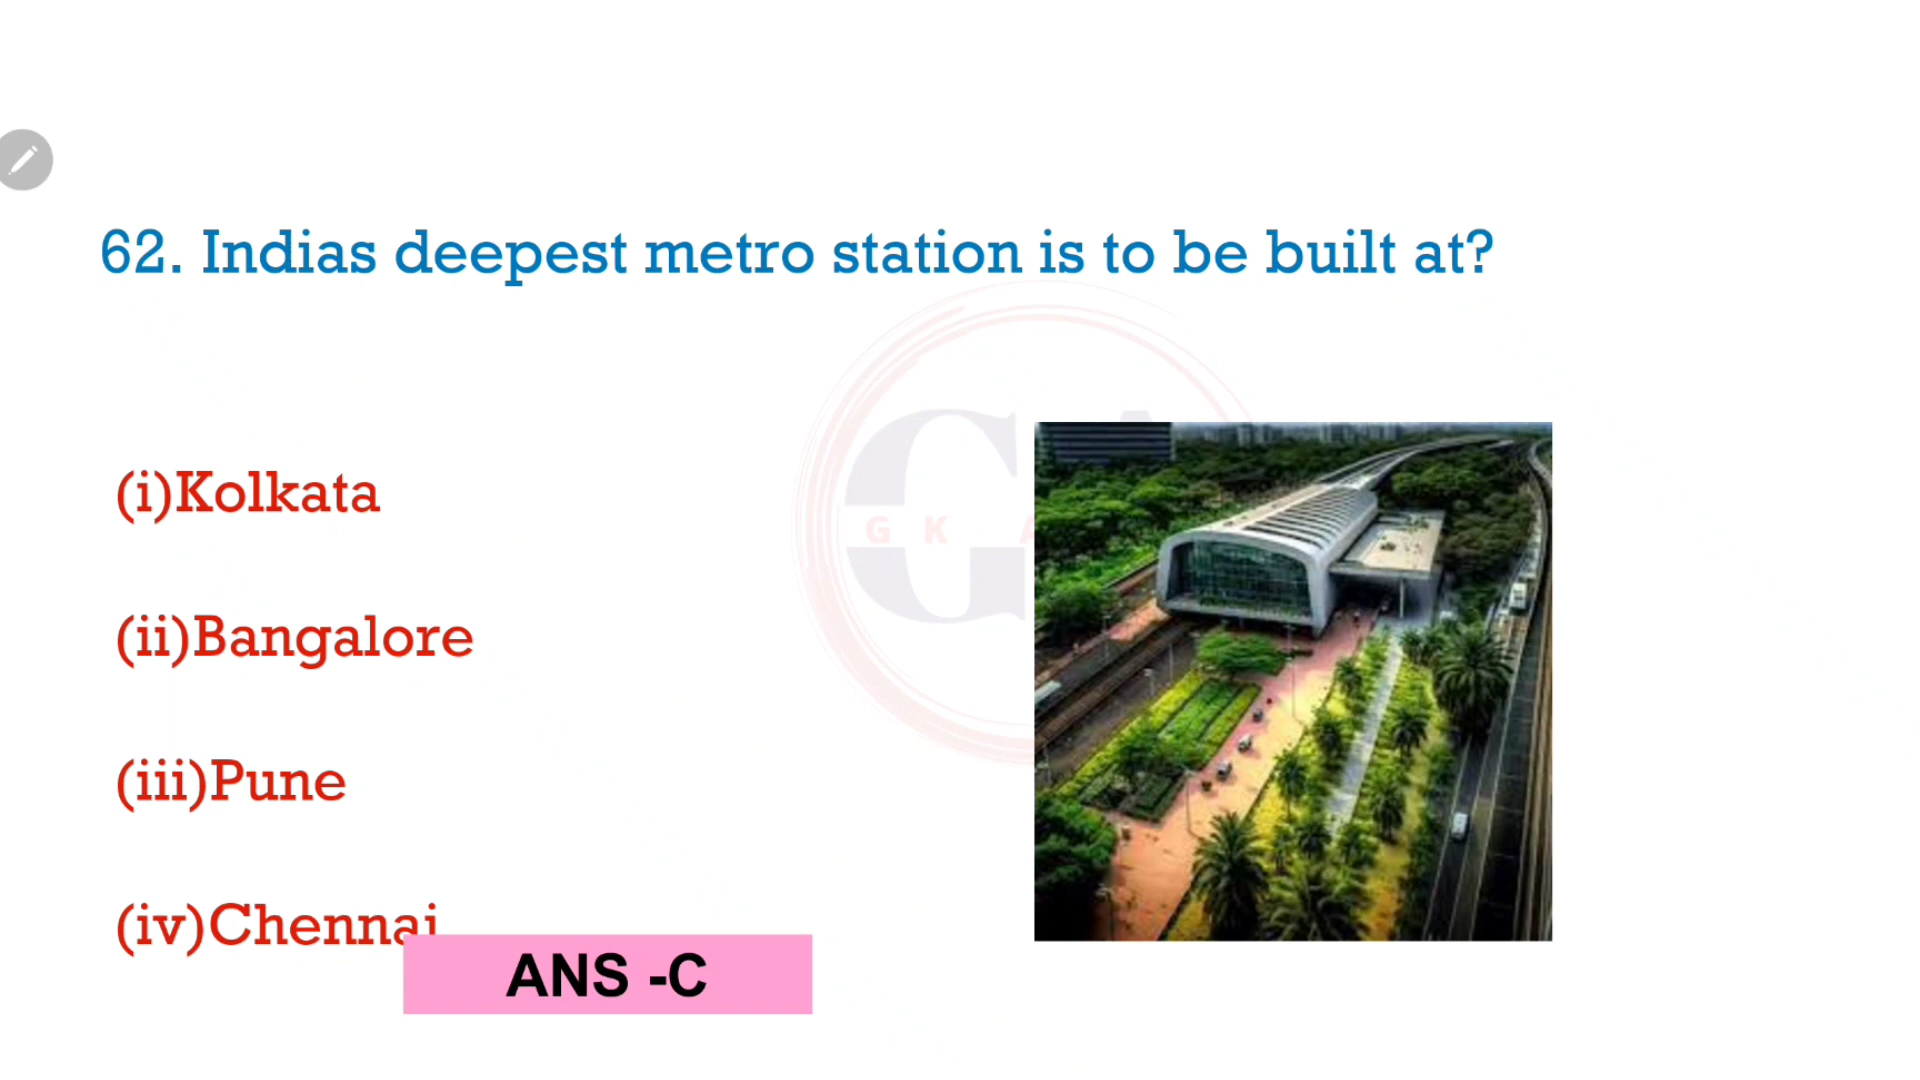 62. Indias deepest metro station is to be built at?
G K A
(i)Kolkata
(ii)Bangalore
(iii)Pune
(iv)Chennai
ANS -C